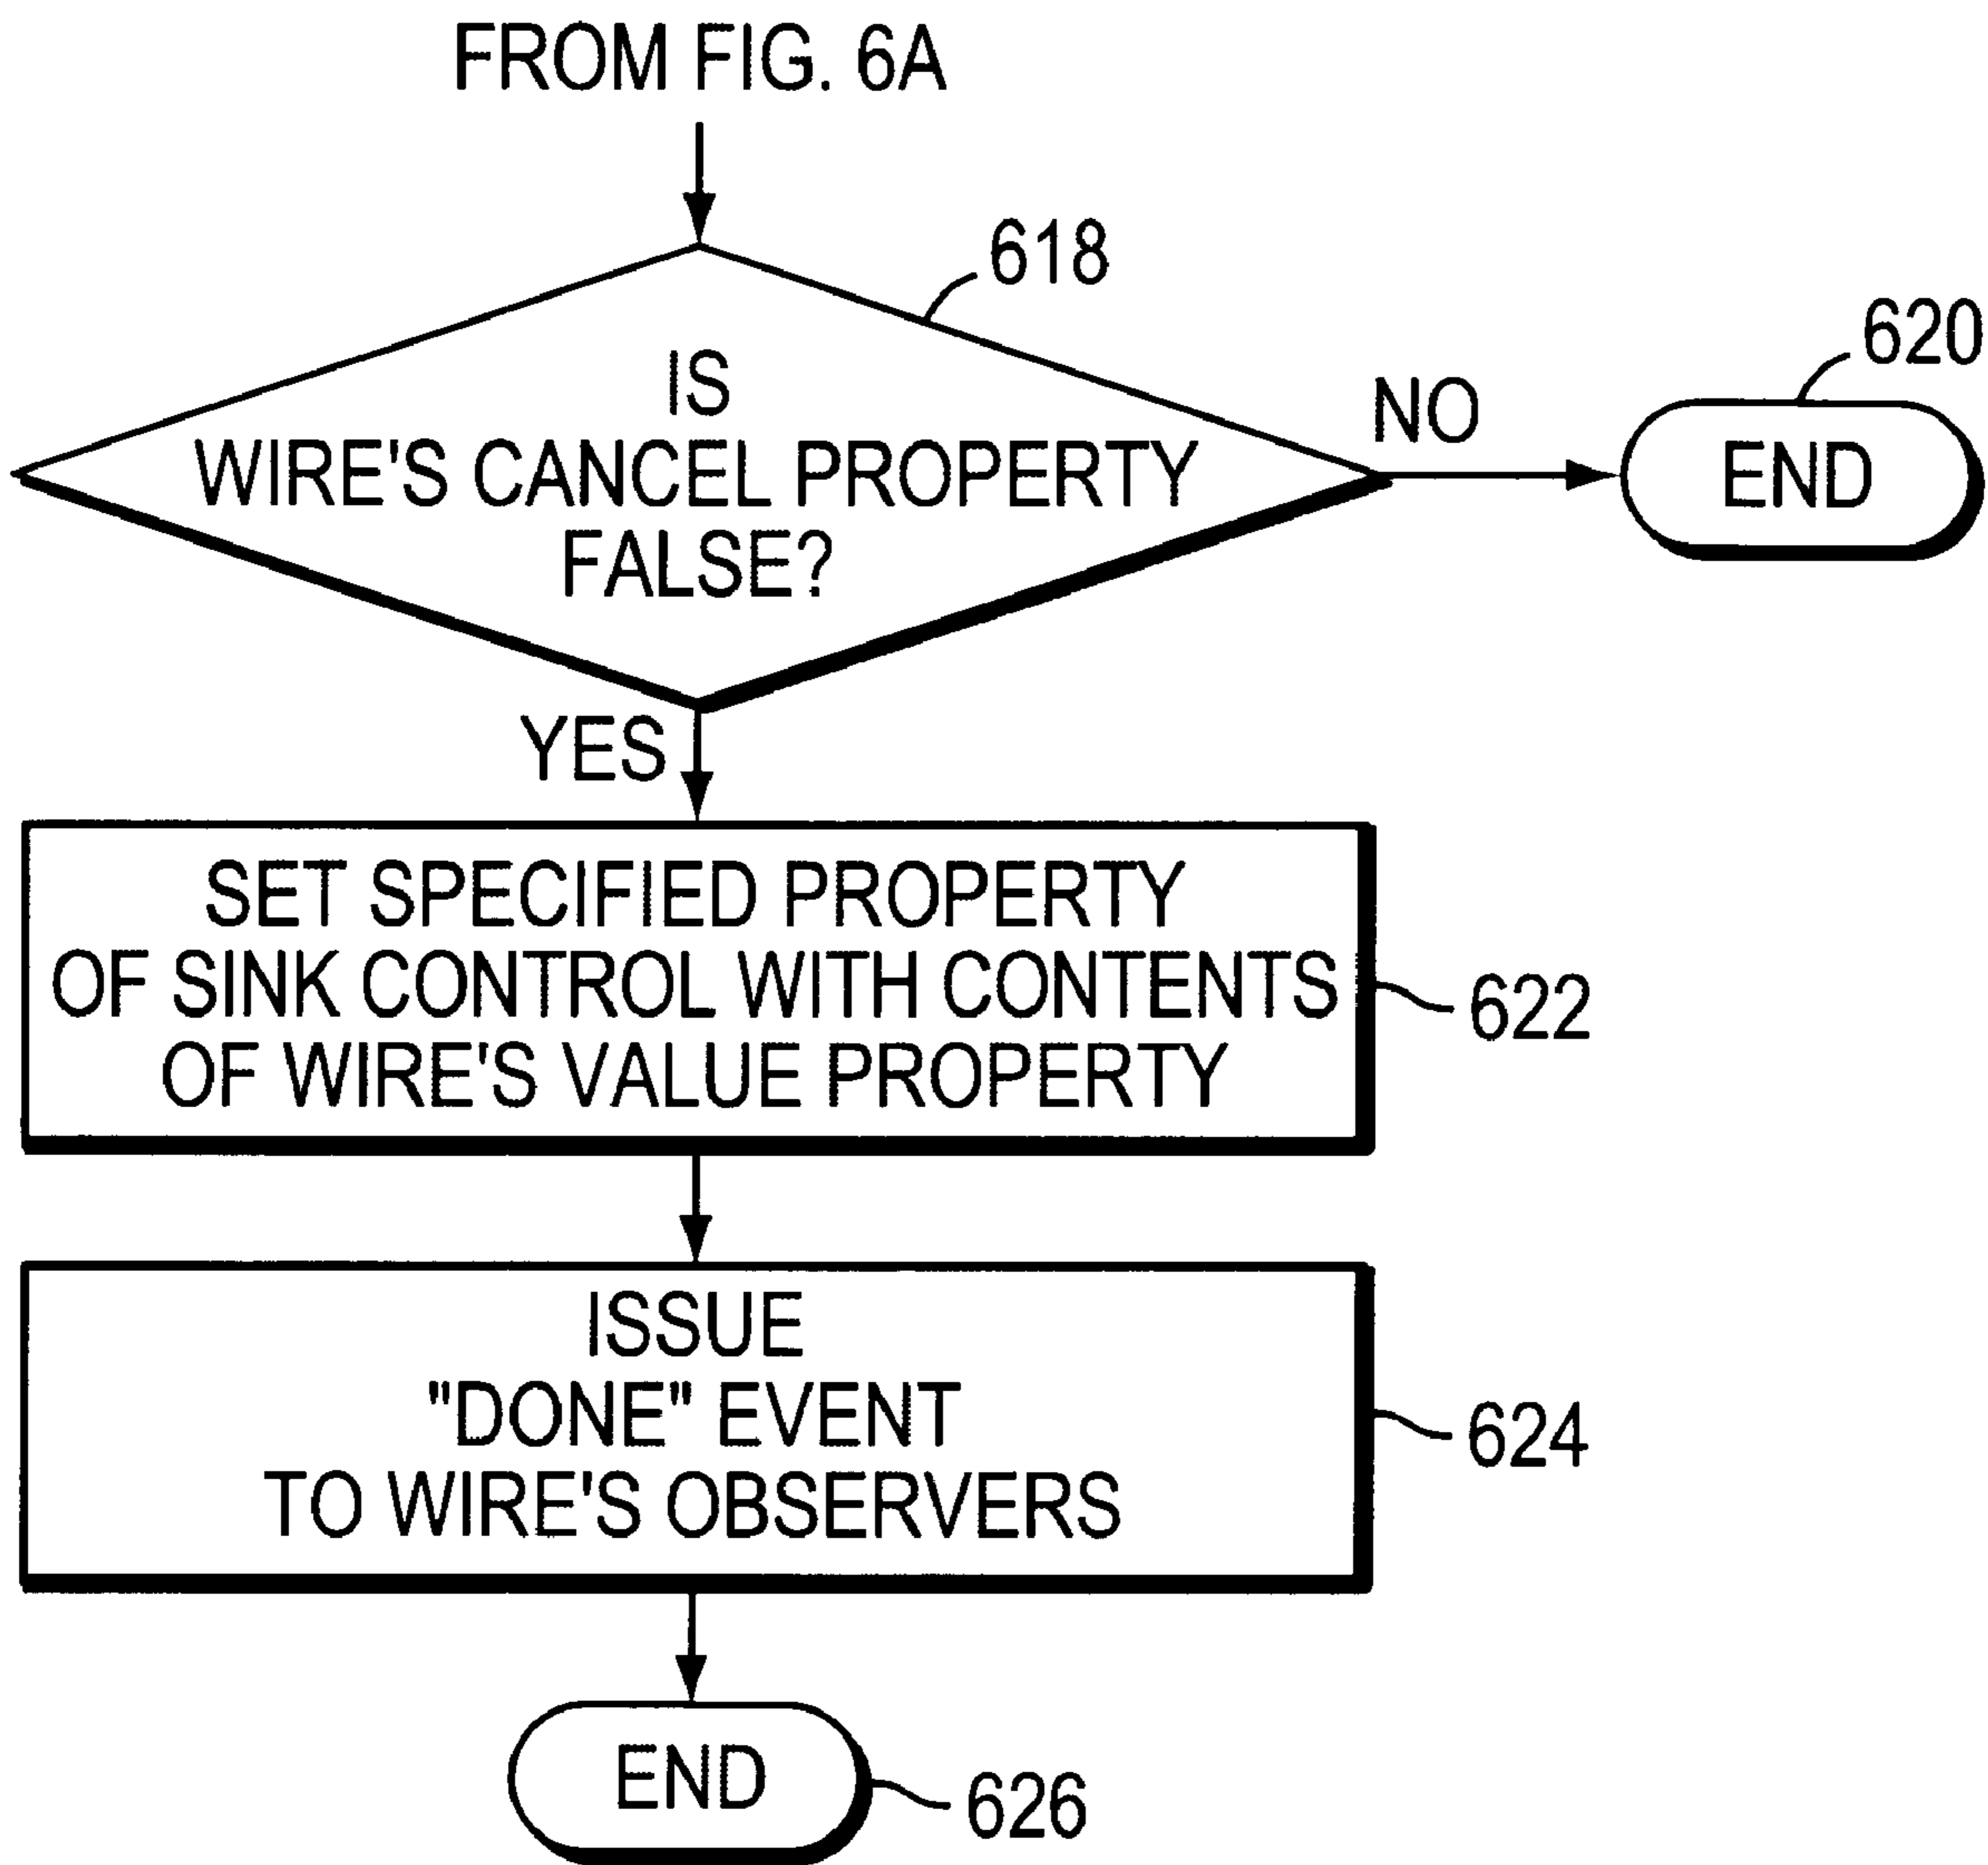 FROM FIG. 6A
618
620
IS
WIRE'S CANCEL PROPERTY
FALSE?
NO
END
YES
SET SPECIFIED PROPERTY
OF SINK CONTROL WITH CONTENTS
OF WIRE'S VALUE PROPERTY
622
ISSUE
"DONE" EVENT
TO WIRE'S OBSERVERS
624
END
626